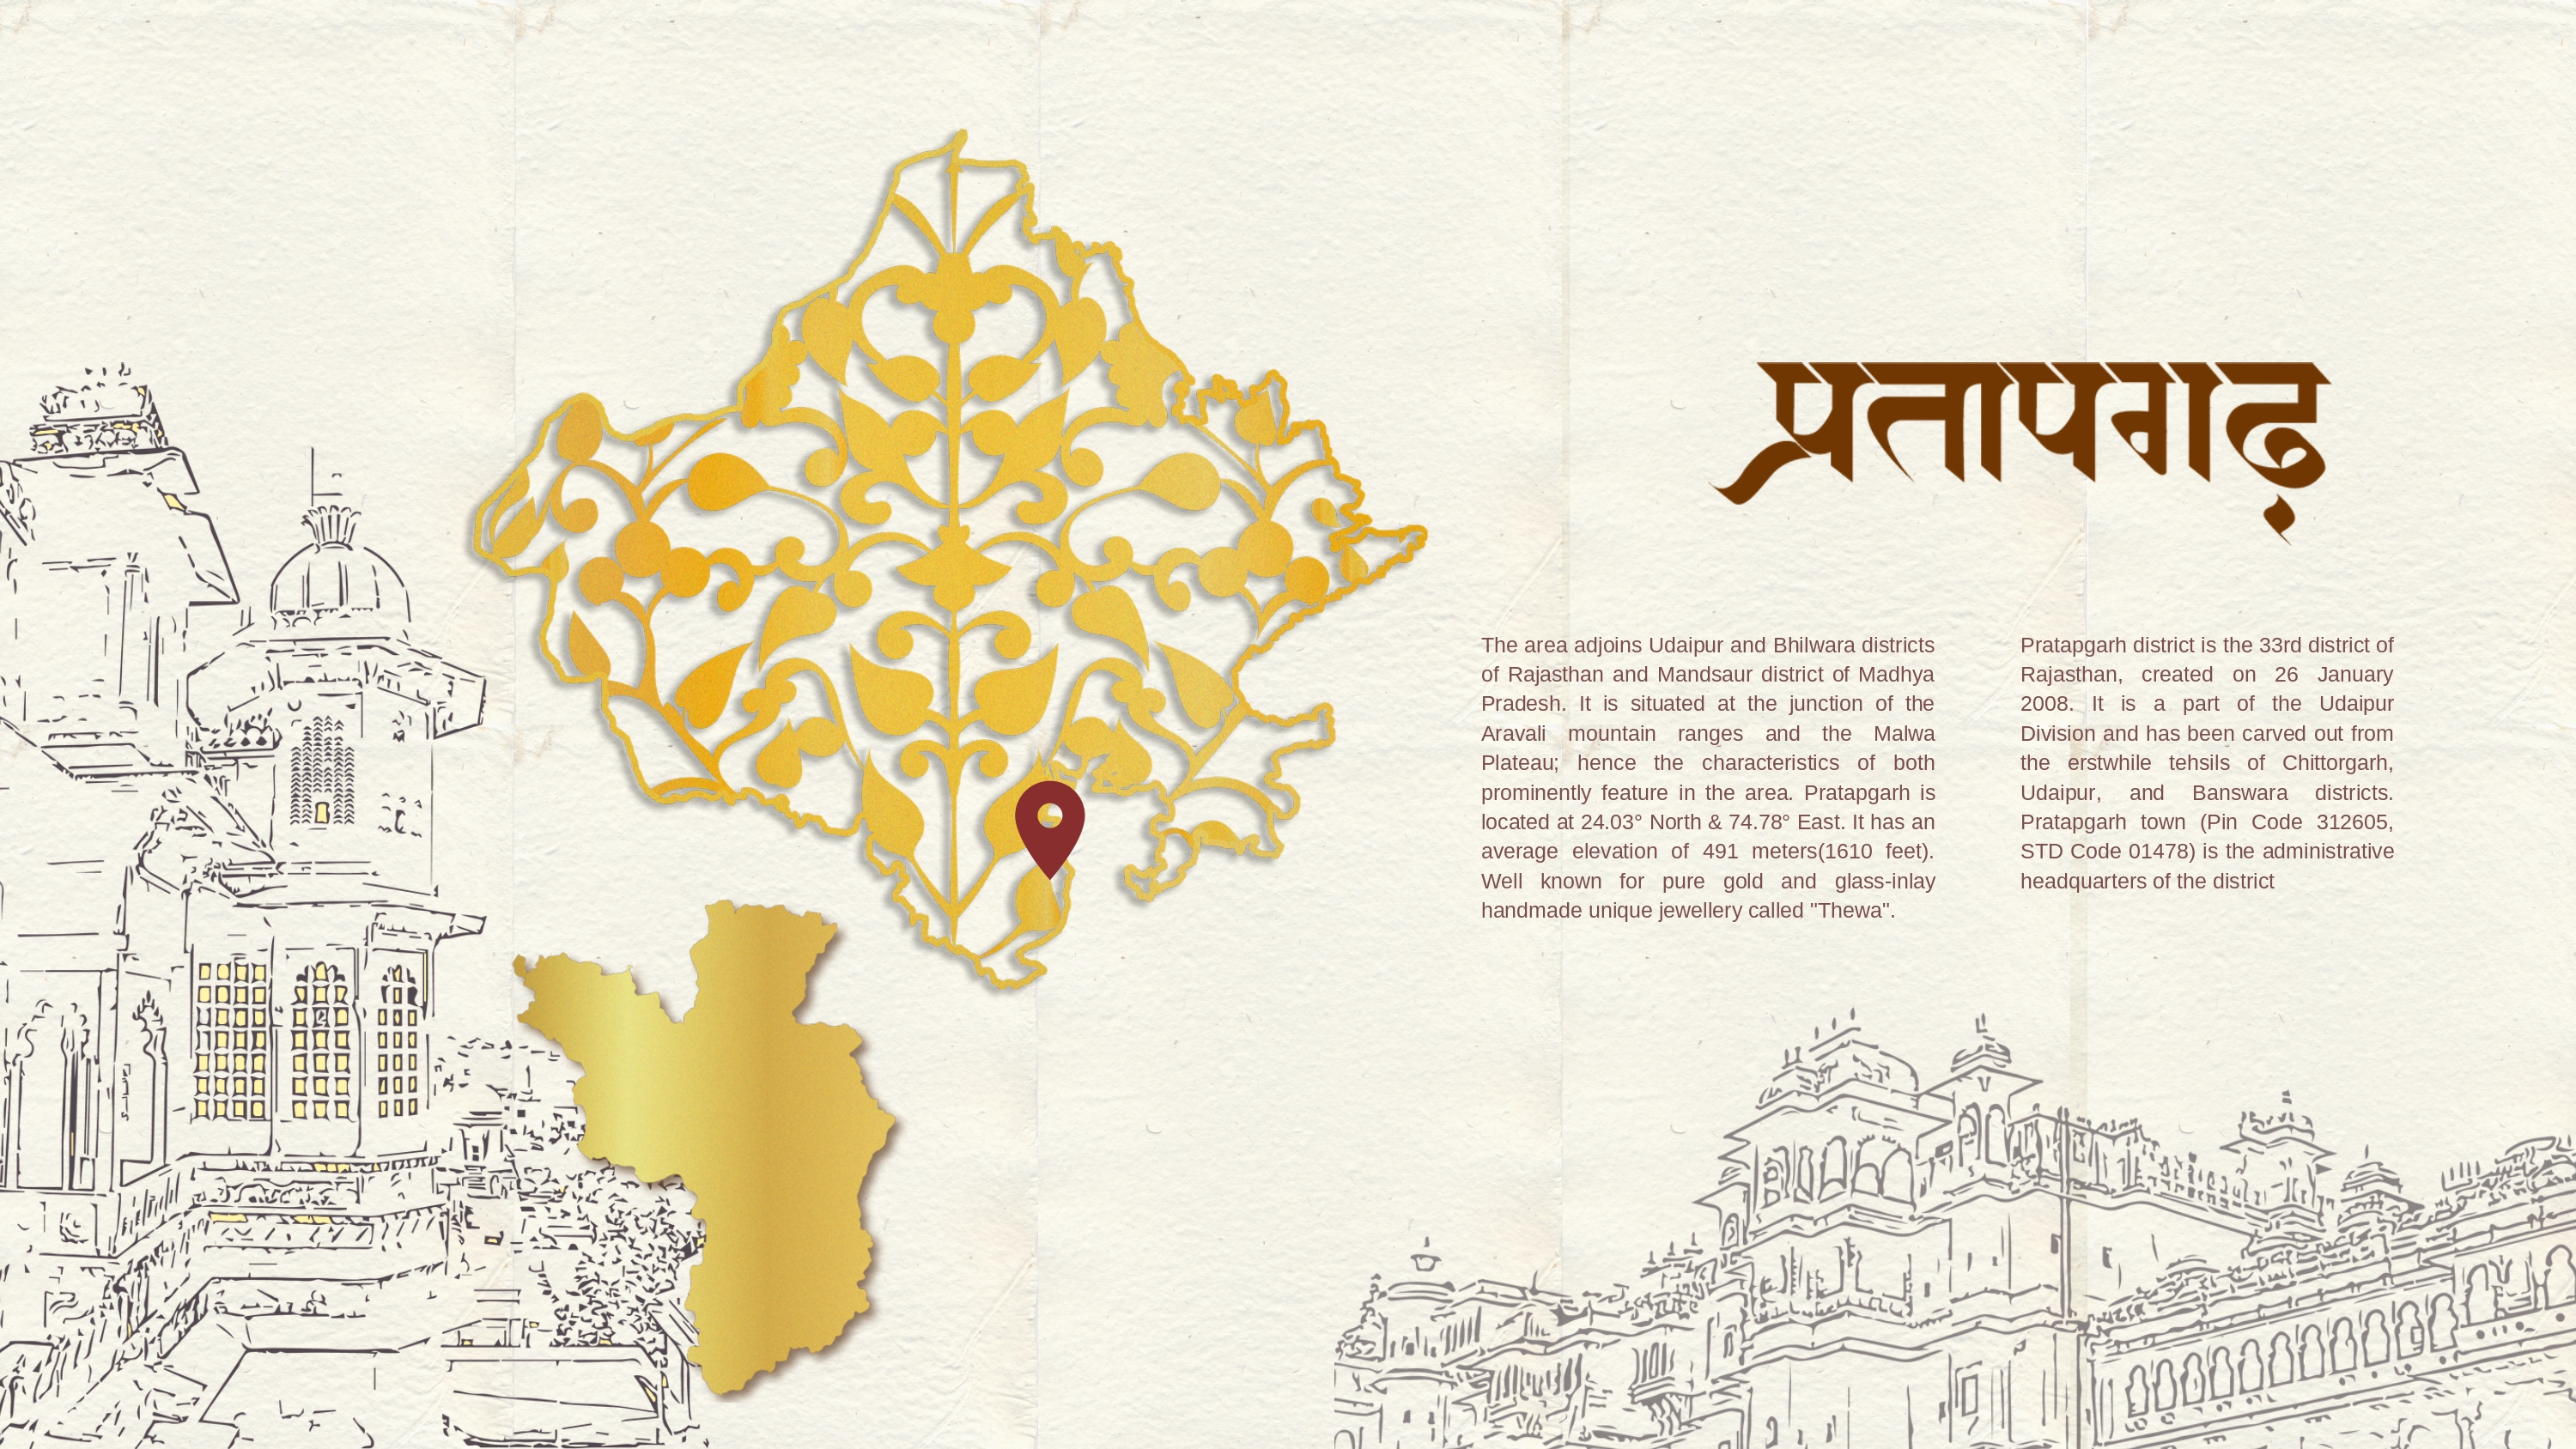 प्रतापगढ़
The area adjoins Udaipur and Bhilwara districts
of Rajasthan and Mandsaur district of Madhya
Pradesh. It is situated at the junction of the
Aravali mountain ranges and the Malwa
Plateau; hence the characteristics of both
prominently feature in the area. Pratapgarh is
located at 24.03° North & 74.78° East. It has an
average elevation of 491 meters(1610 feet).
Well known for pure gold and glass-inlay
handmade unique jewellery called "Thewa".
Pratapgarh district is the 33rd district of
Rajasthan, created on 26 January
2008. It is a part of the Udaipur
Division and has been carved out from
the erstwhile tehsils of Chittorgarh,
Udaipur, and Banswara districts.
Pratapgarh town (Pin Code 312605,
STD Code 01478) is the administrative
headquarters of the district